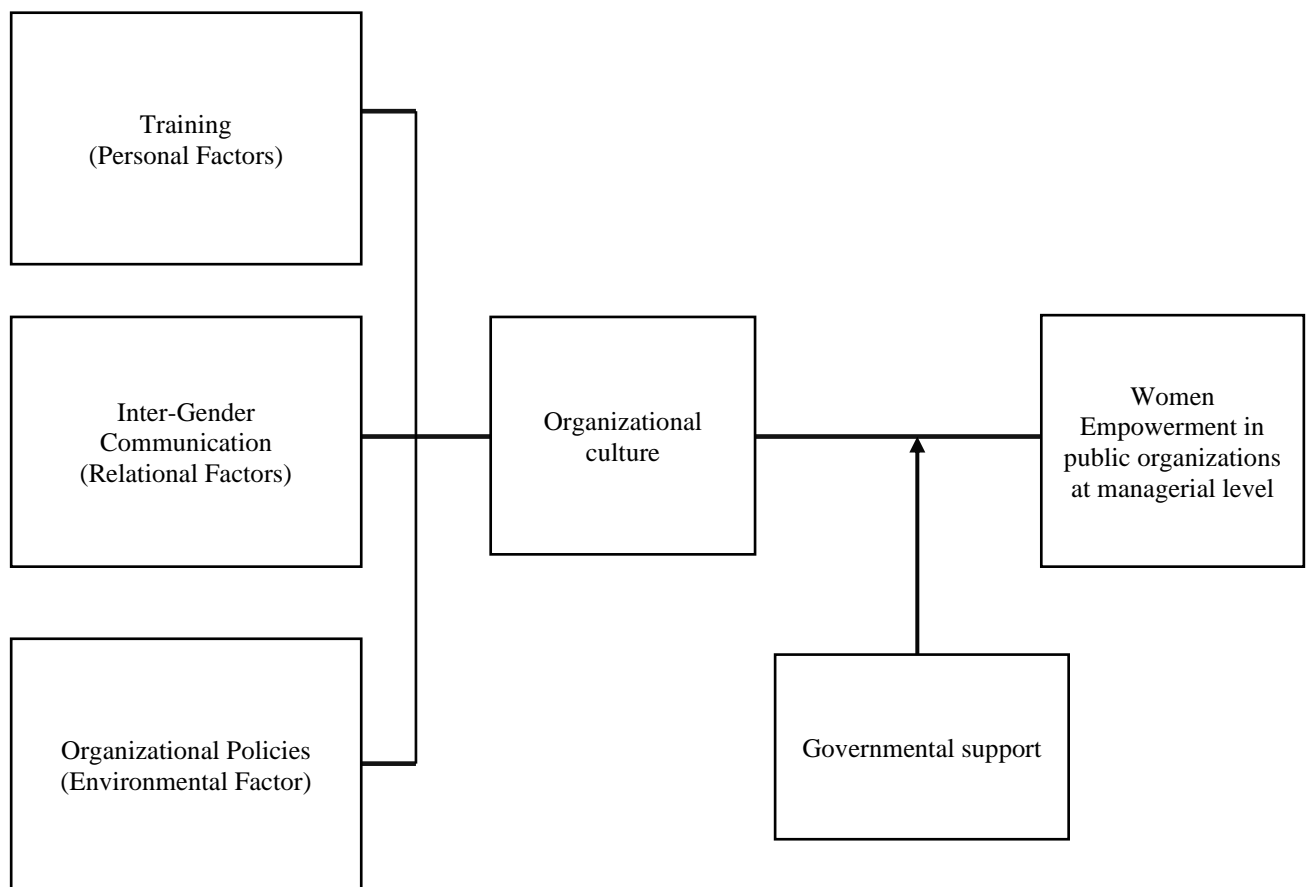 Training
(Personal Factors)
Inter-Gender
Communication
(Relational Factors)
Organizational Policies
(Environmental Factor)
Organizational
culture
Women
Empowerment in
public organizations
at managerial level
Governmental support